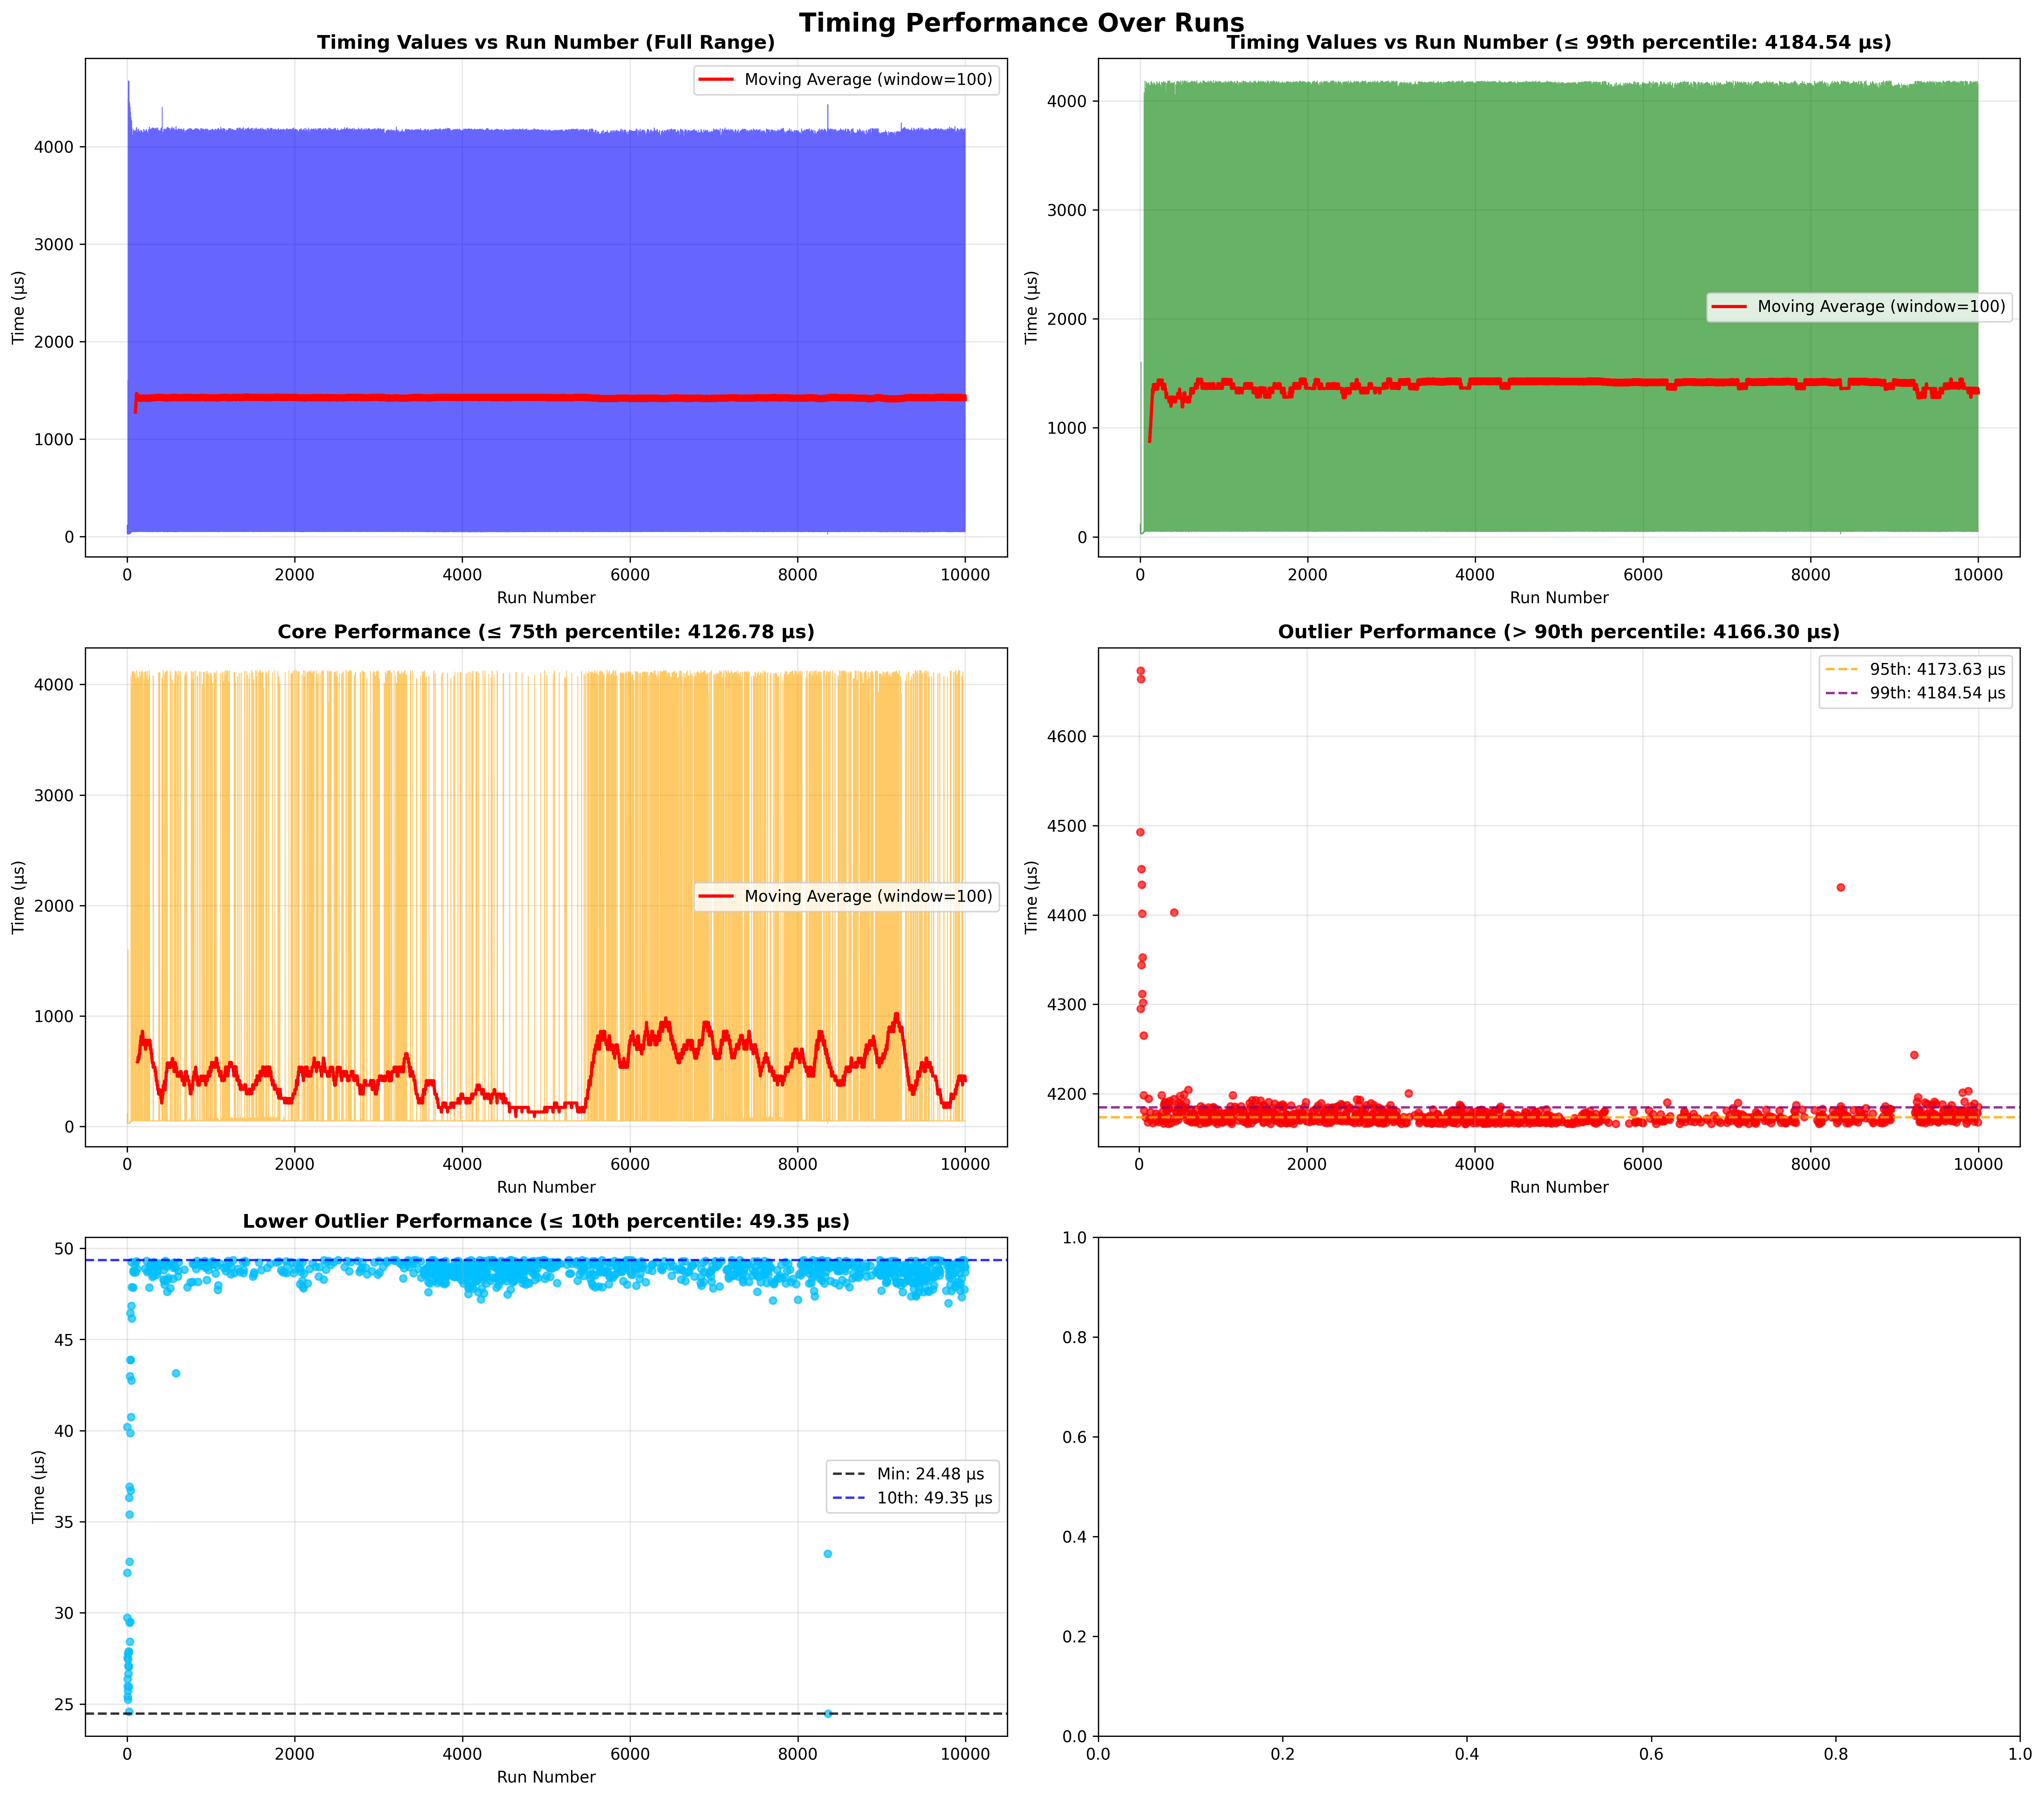 Timing Performance Over Runs
Timing Values vs Run Number (Full Range)
Moving Average (window=100)
4000
3000
2000
1000
0
Time (µs)
0 2000 4000 6000 8000 10000
Run Number
Timing Values vs Run Number (≤ 99th percentile: 4184.54 µs)
Moving Average (window=100)
4000
3000
2000
1000
0
Time (µs)
0 2000 4000 6000 8000 10000
Run Number
Core Performance (≤ 75th percentile: 4126.78 µs)
Moving Average (window=100)
4000
3000
2000
1000
0
Time (µs)
0 2000 4000 6000 8000 10000
Run Number
Outlier Performance (> 90th percentile: 4166.30 µs)
95th: 4173.63 µs
99th: 4184.54 µs
4600
4500
4400
4300
4200
Time (µs)
0 2000 4000 6000 8000 10000
Run Number
Lower Outlier Performance (≤ 10th percentile: 49.35 µs)
Min: 24.48 µs
10th: 49.35 µs
50
45
40
35
30
25
Time (µs)
0 2000 4000 6000 8000 10000
Run Number
1.0
0.8
0.6
0.4
0.2
0.0
0.0 0.2 0.4 0.6 0.8 1.0